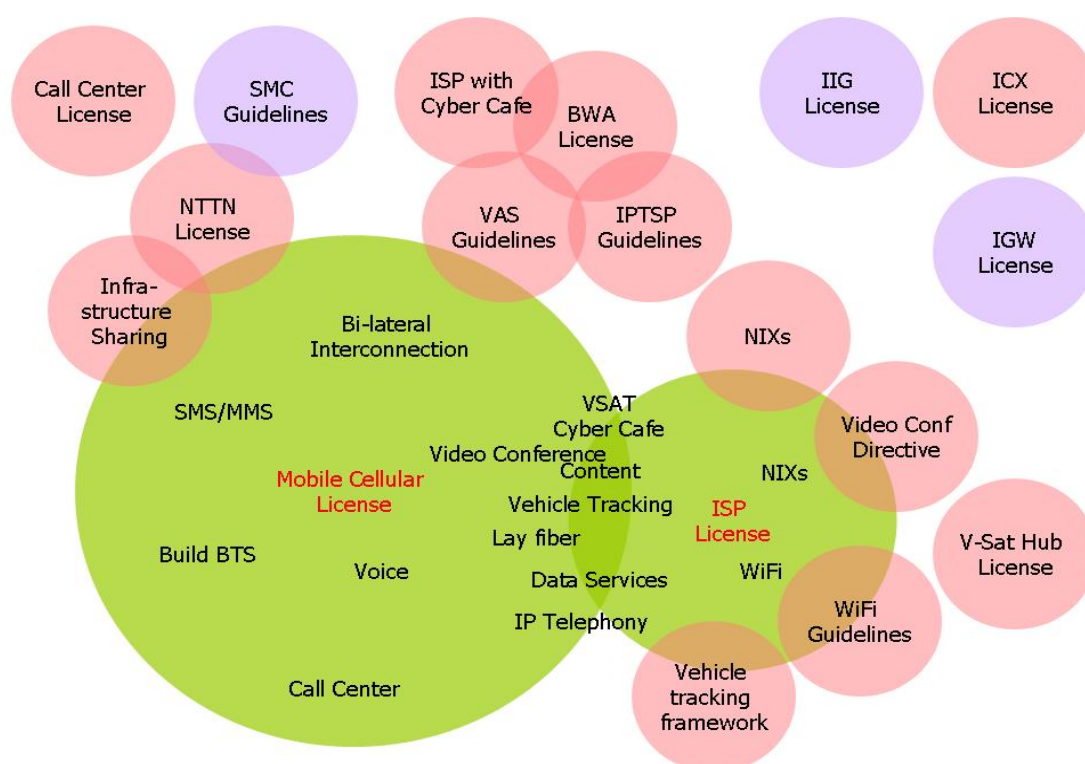 Call Center
License
SMC
Guidelines
ISP with
Cyber Cafe
BWA
License
IIG
License
ICX
License
NTTN
License
VAS
Guidelines
IPTSP
Guidelines
IGW
License
Infra-
structure
Sharing
Bi-lateral
Interconnection
NIXs
SMS/MMS
VSAT
Cyber Cafe
Video Conf
Directive
Video Conference
Content
NIXs
Mobile Cellular
License
Vehicle Tracking
ISP
License
Lay fiber
V-Sat Hub
License
Build BTS
Voice
Data Services
WiFi
IP Telephony
WiFi
Guidelines
Call Center
Vehicle
tracking
framework